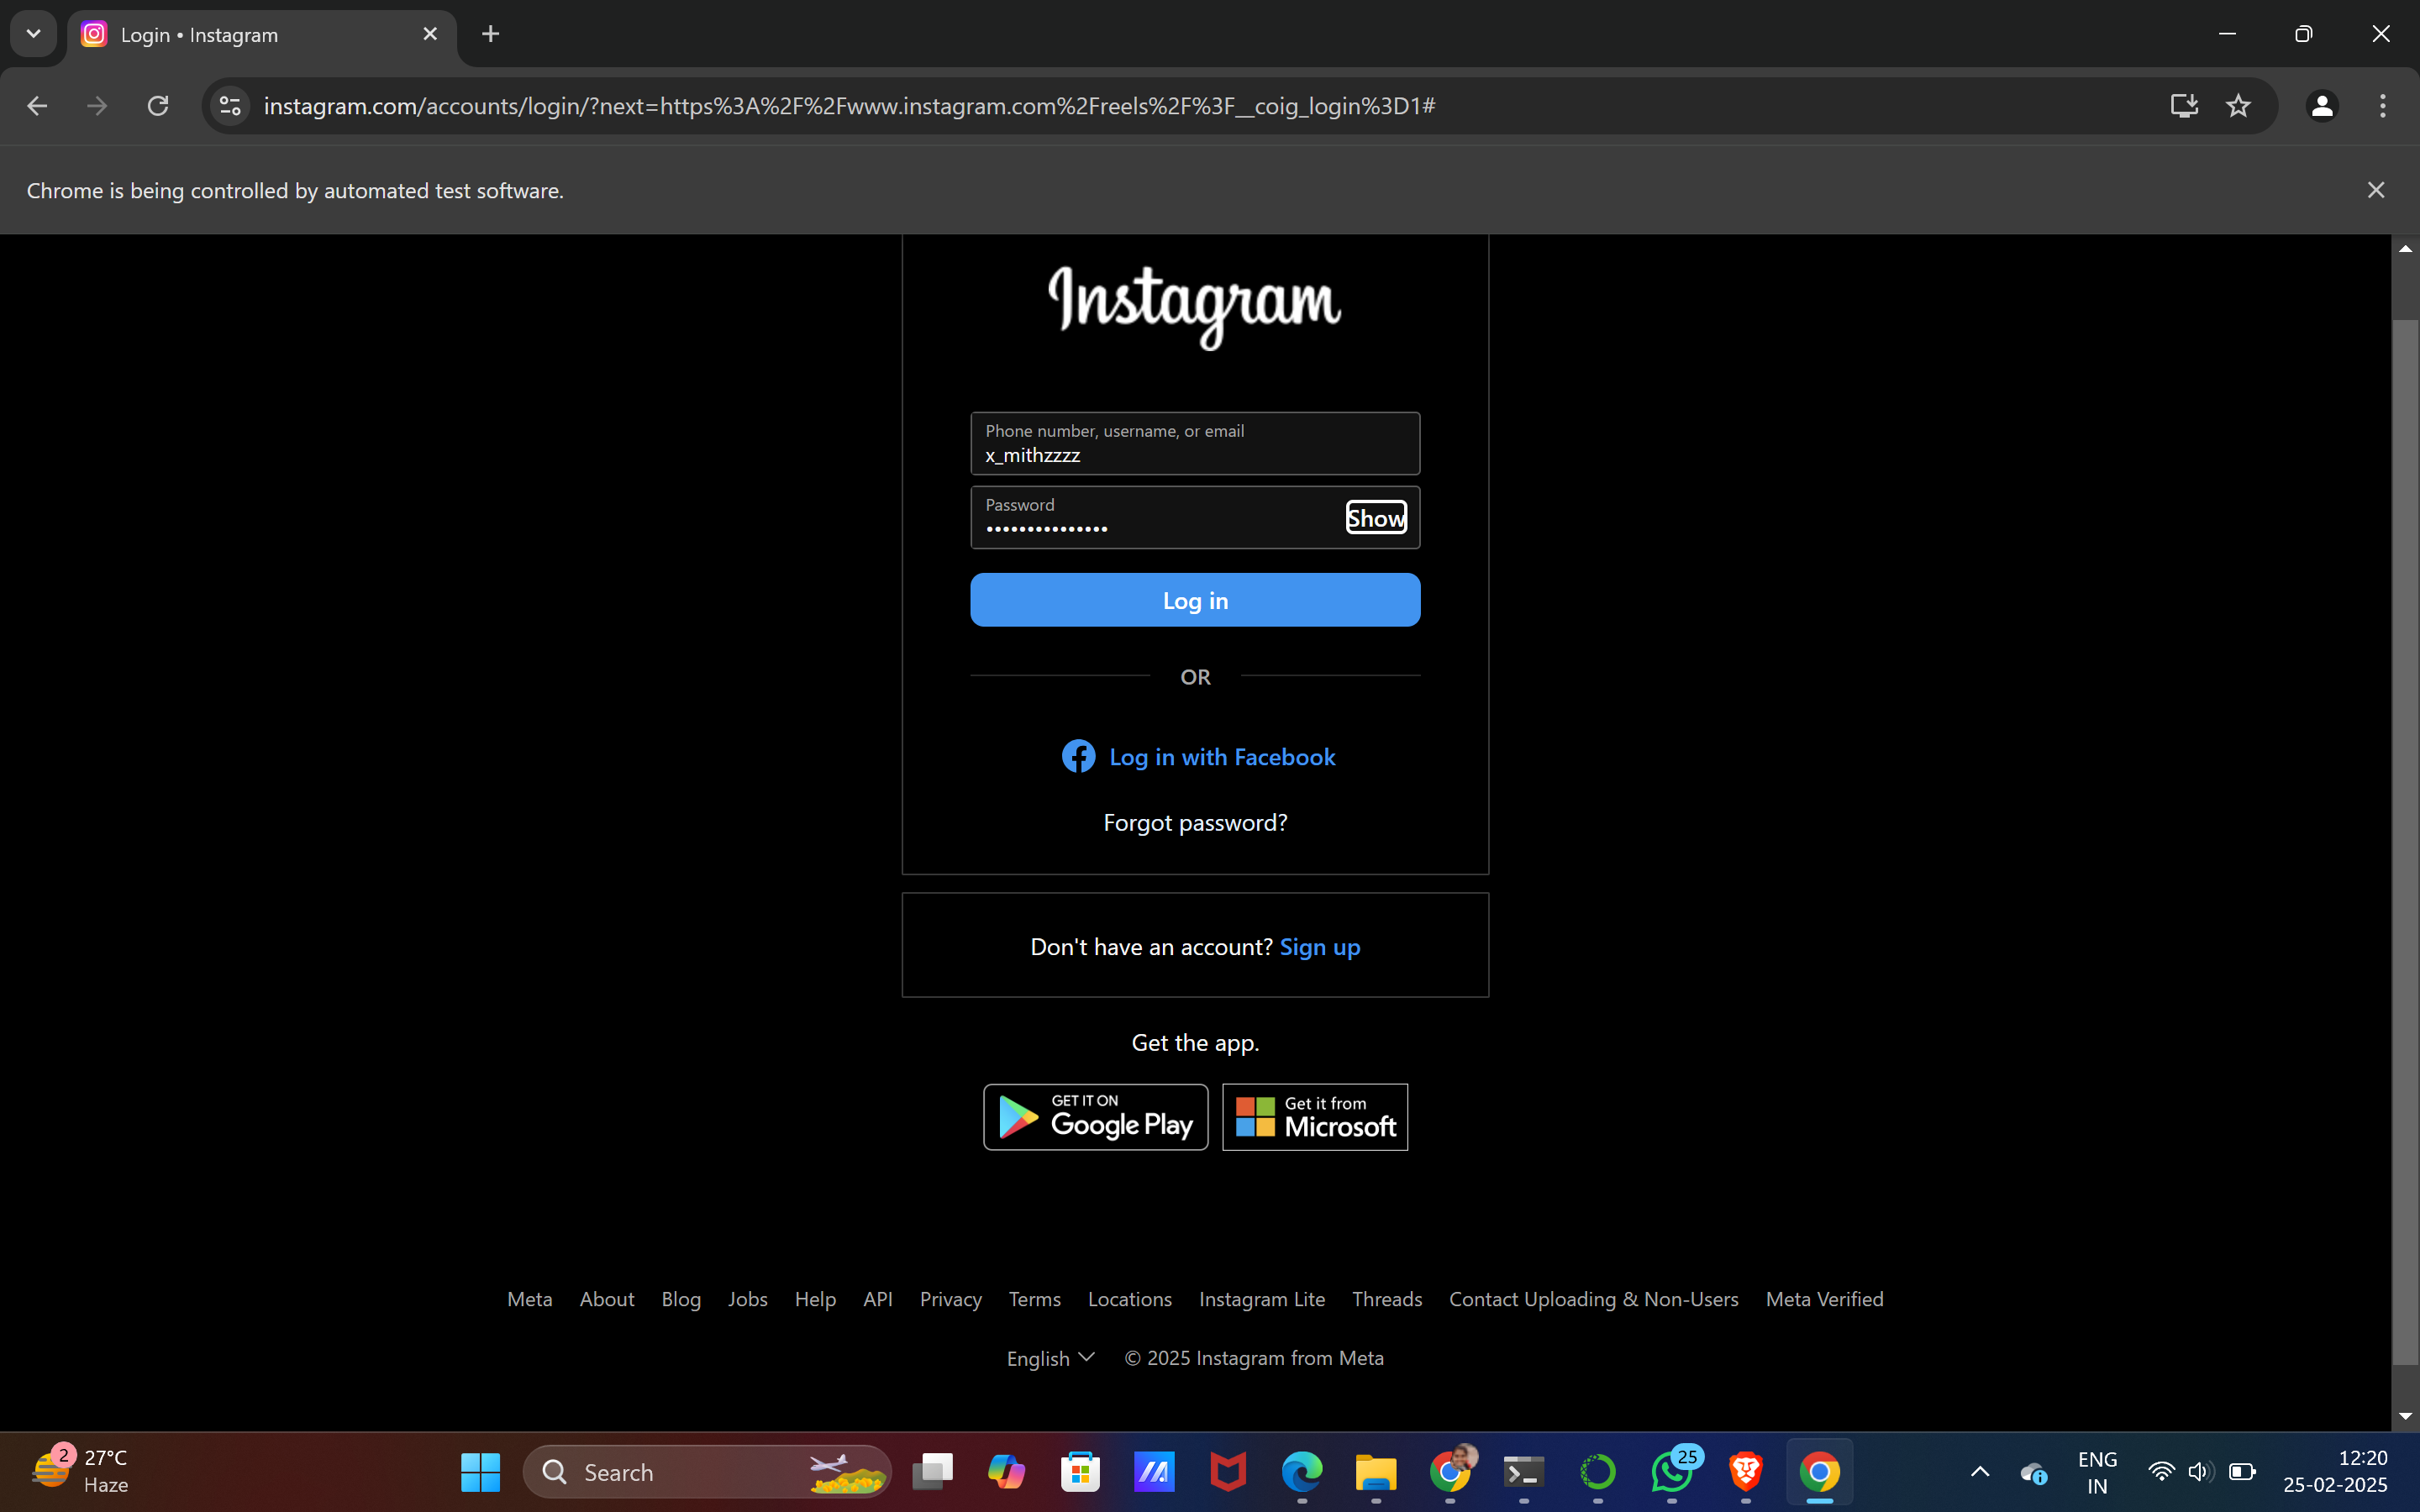 Login • Instagram
instagram.com/accounts/login/?next=https%3A%2F%2Fwww.instagram.com%2Freels%2F%3F__coig_login%3D1#
Chrome is being controlled by automated test software.
Instagram
Phone number, username, or email
x_mithzzzz
Password
•••••••••••••••
Show
Log in
OR
Log in with Facebook
Forgot password?
Don't have an account? Sign up
Get the app.
GET IT ON
Google Play
Get it from
Microsoft
Meta About Blog Jobs Help API Privacy Terms Locations Instagram Lite Threads Contact Uploading & Non-Users Meta Verified
English © 2025 Instagram from Meta
2
27°C
Haze
Search
25
ENG
IN
12:20
25-02-2025